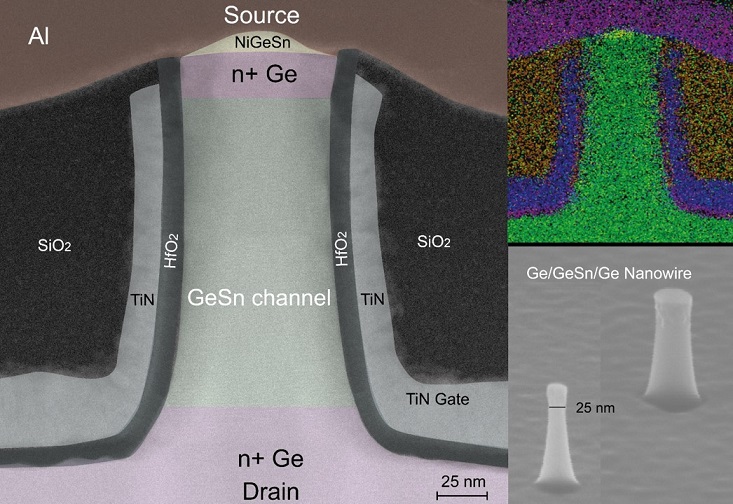 Source
Al
NiGeSn
n+ Ge
SiO₂
HfO₂
HfO₂
SiO₂
TiN
GeSn channel
TiN
TiN Gate
n+ Ge
Drain
25 nm
Ge/GeSn/Ge Nanowire
25 nm